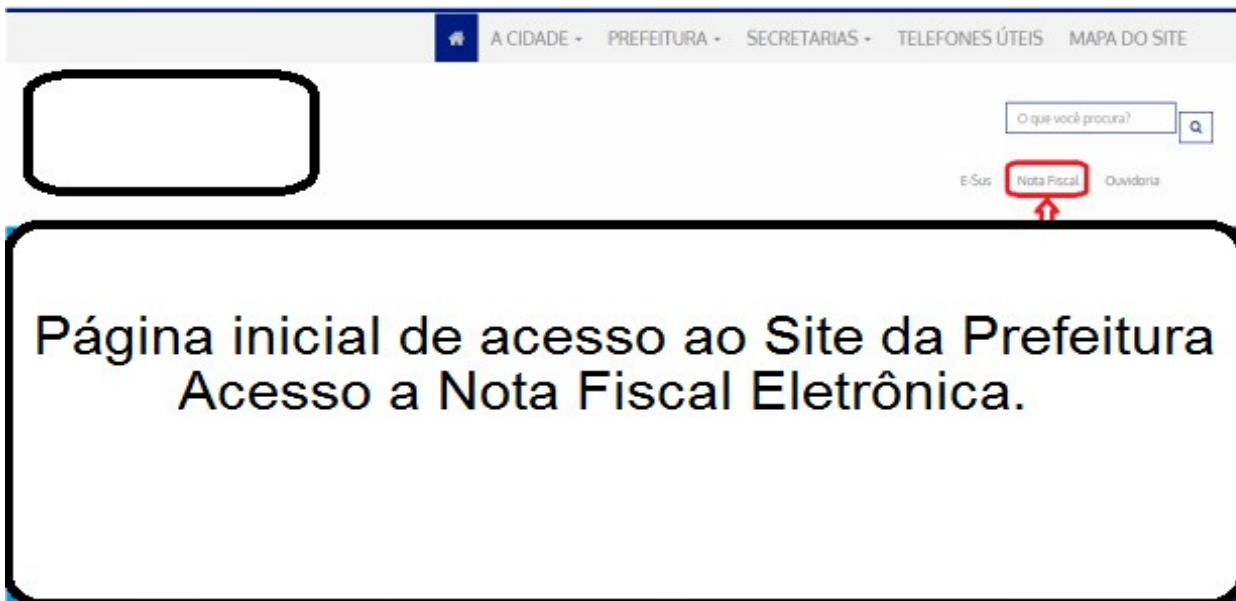 A CIDADE PREFEITURA SECRETARIAS TELEFONES ÚTEIS MAPA DO SITE
O que você procura?
E-Sus Nota Fiscal Ouvidoria
Página inicial de acesso ao Site da Prefeitura
Acesso a Nota Fiscal Eletrônica.